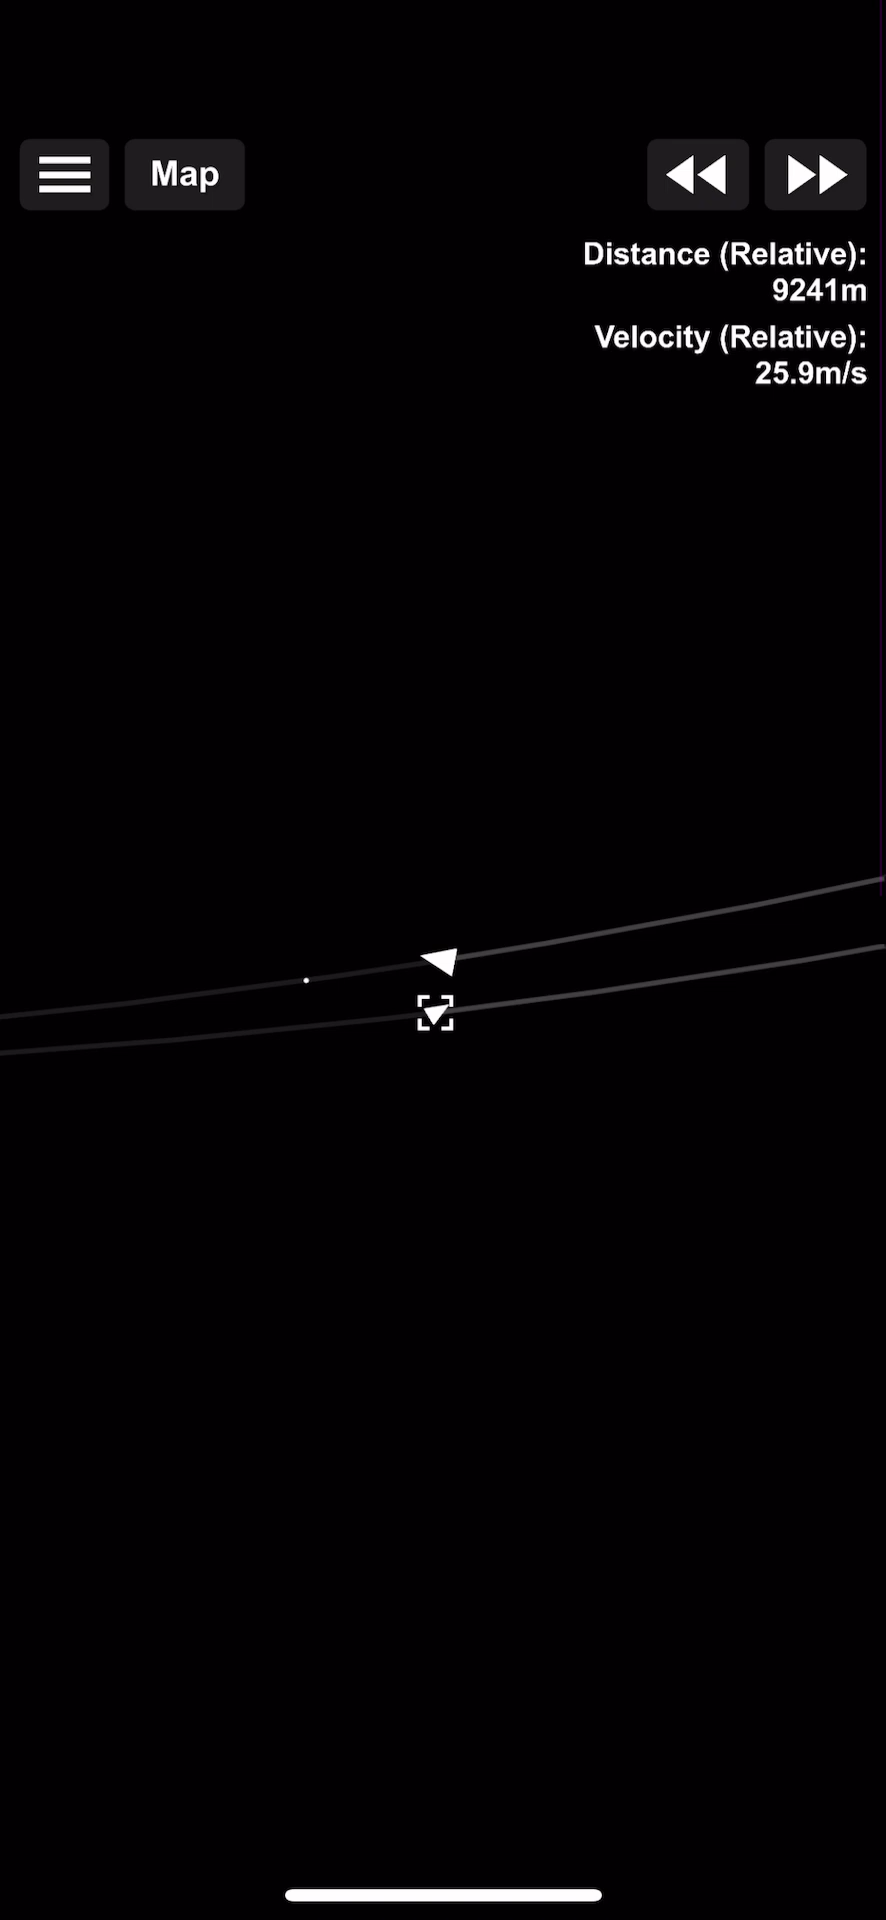 Map
Distance (Relative):
9241m
Velocity (Relative):
25.9m/s